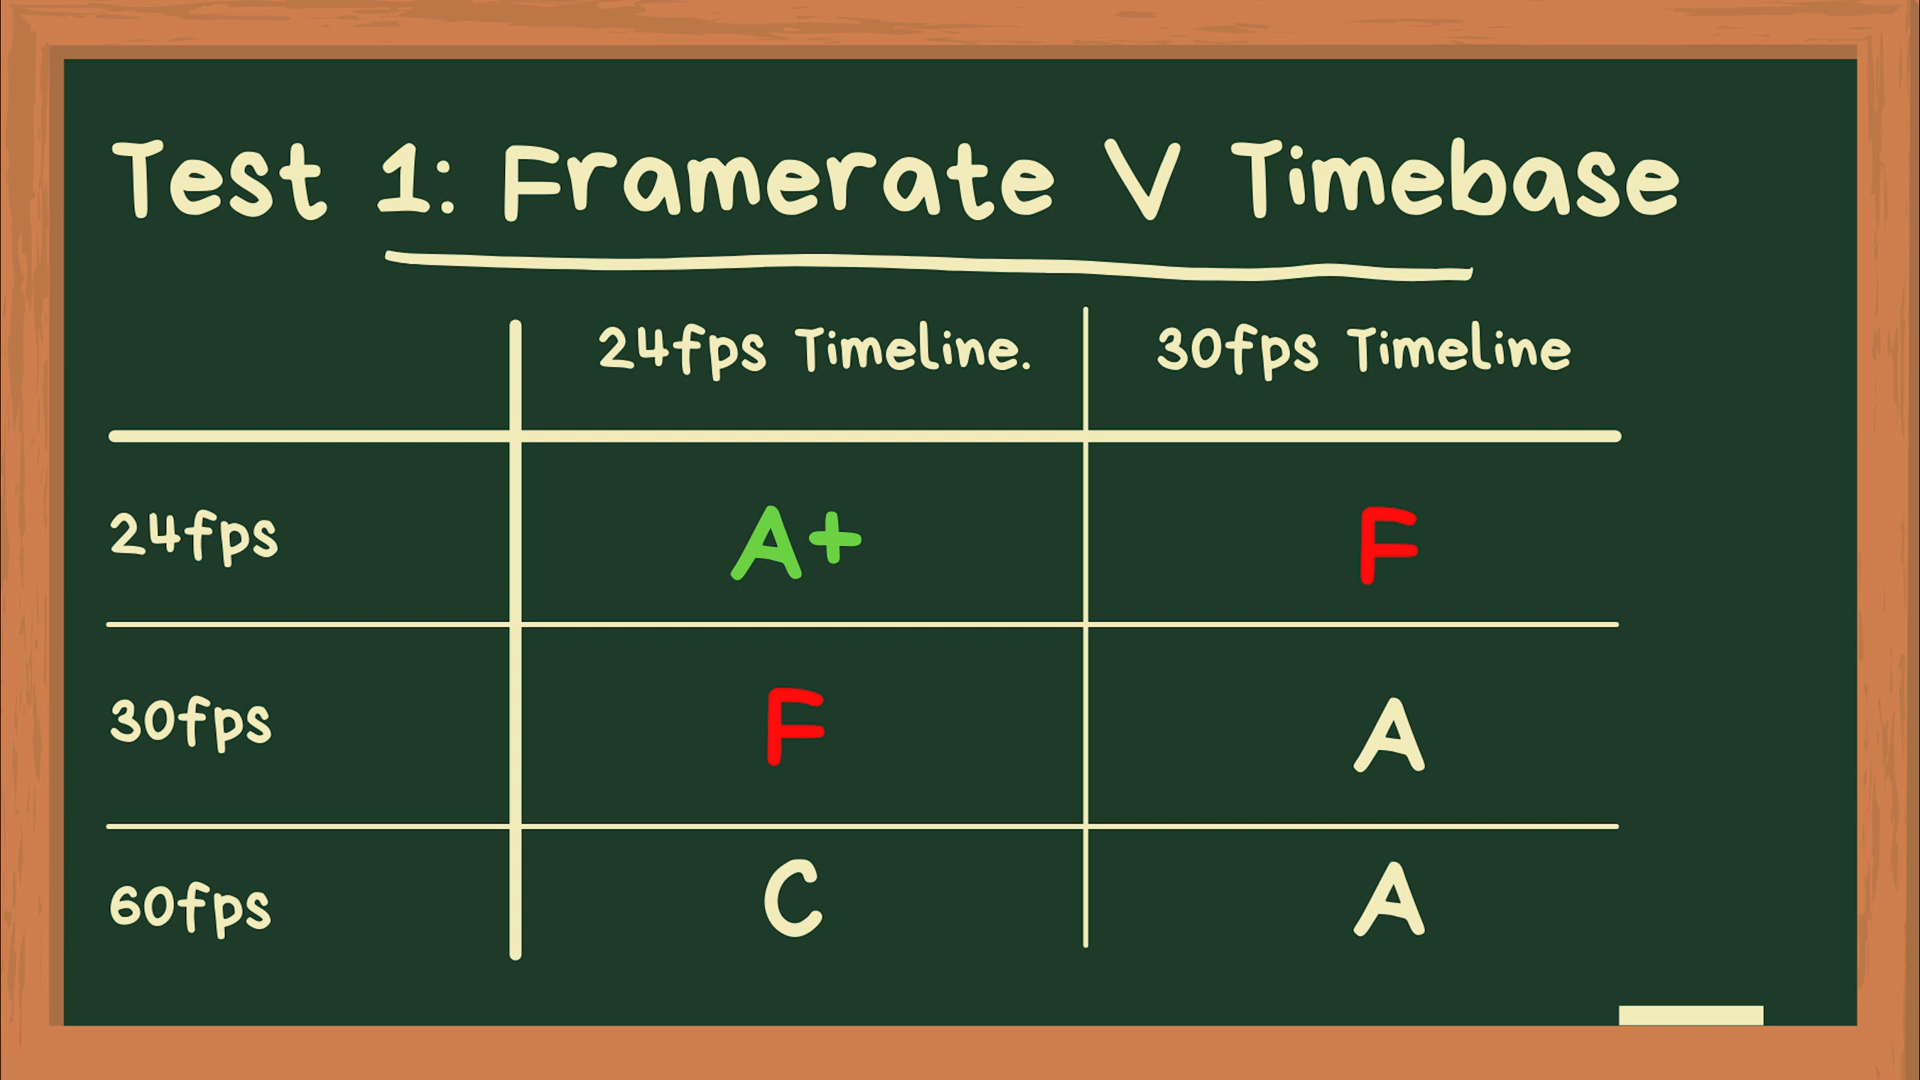 Test 1: Framerate V Timebase
24fps Timeline. 30fps Timeline
24fps A+ F
30fps F A
60fps C A